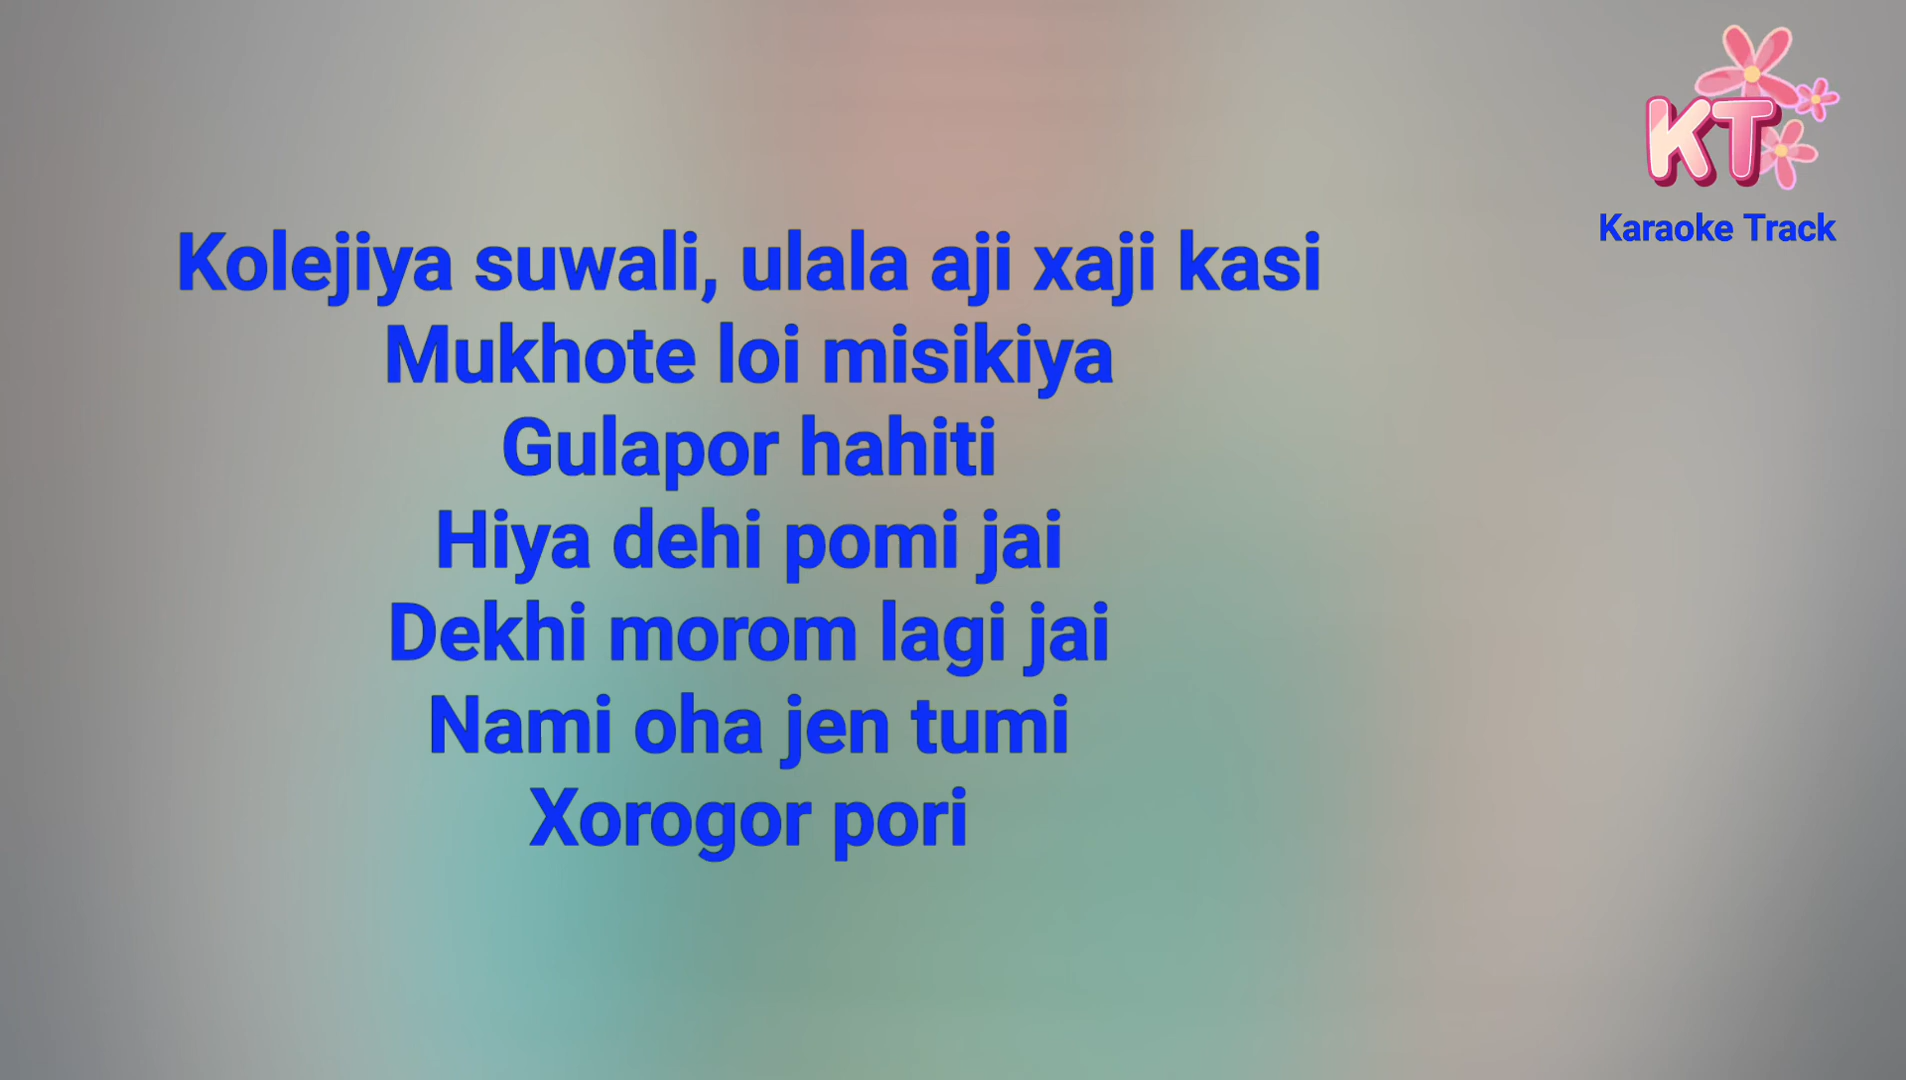 KT
Karaoke Track
Kolejiya suwali, ulala aji xaji kasi
Mukhote loi misikiya
Gulapor hahiti
Hiya dehi pomi jai
Dekhi morom lagi jai
Nami oha jen tumi
Xorogor pori